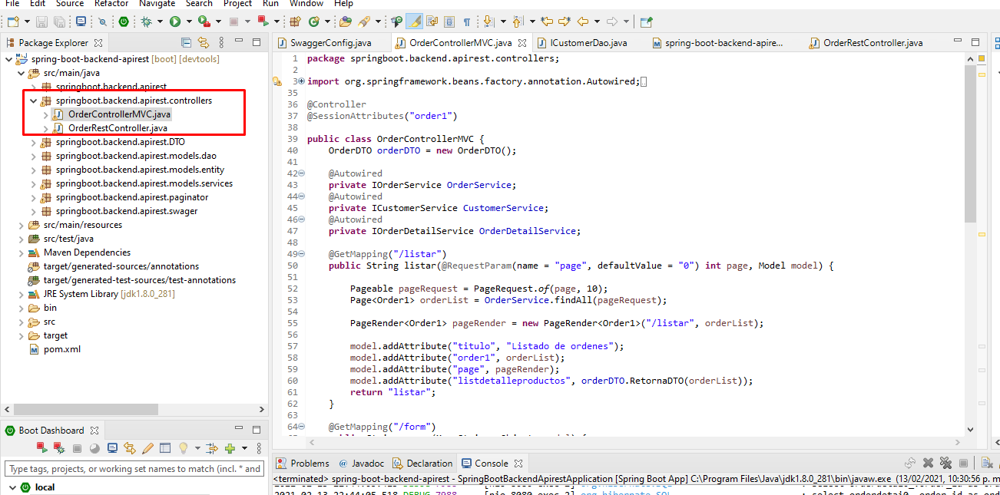 File Edit Source Refactor Navigate Search Project Run Window Help
Package Explorer
spring-boot-backend-apirest [boot] [devtools]
src/main/java
springboot.backend.apirest
springboot.backend.apirest.controllers
OrderControllerMVC.java
OrderRestController.java
springboot.backend.apirest.DTO
springboot.backend.apirest.models.dao
springboot.backend.apirest.models.entity
springboot.backend.apirest.models.services
springboot.backend.apirest.paginator
springboot.backend.apirest.swager
src/main/resources
src/test/java
Maven Dependencies
target/generated-sources/annotations
target/generated-test-sources/test-annotations
JRE System Library [jdk1.8.0_281]
bin
src
target
pom.xml
Boot Dashboard
Type tags, projects, or working set names to match (incl. * and
local
SwaggerConfig.java OrderControllerMVC.java ICustomerDao.java spring-boot-backend-apire... OrderRestController.java
1 package springboot.backend.apirest.controllers;
2
3 import org.springframework.beans.factory.annotation.Autowired;
35
36 @Controller
37 @SessionAttributes("order1")
38
39 public class OrderControllerMVC {
40 OrderDTO orderDTO = new OrderDTO();
41
42 @Autowired
43 private IOrderService OrderService;
44 @Autowired
45 private ICustomerService CustomerService;
46 @Autowired
47 private IOrderDetailService OrderDetailService;
48
49 @GetMapping("/listar")
50 public String listar(@RequestParam(name = "page", defaultValue = "0") int page, Model model) {
51
52 Pageable pageRequest = PageRequest.of(page, 10);
53 Page<Order1> orderList = OrderService.findAll(pageRequest);
54
55 PageRender<Order1> pageRender = new PageRender<Order1>("/listar", orderList);
56
57 model.addAttribute("titulo", "Listado de ordenes");
58 model.addAttribute("order1", orderList);
59 model.addAttribute("page", pageRender);
60 model.addAttribute("listdetalleproductos", orderDTO.RetornaDTO(orderList));
61 return "listar";
62 }
63
64 @GetMapping("/form")
Problems Javadoc Declaration Console
<terminated> spring-boot-backend-apirest - SpringBootBackendApirestApplication [Spring Boot App] C:\Program Files\Java\jdk1.8.0_281\bin\javaw.exe (13/02/2021, 10:30:56 p. m